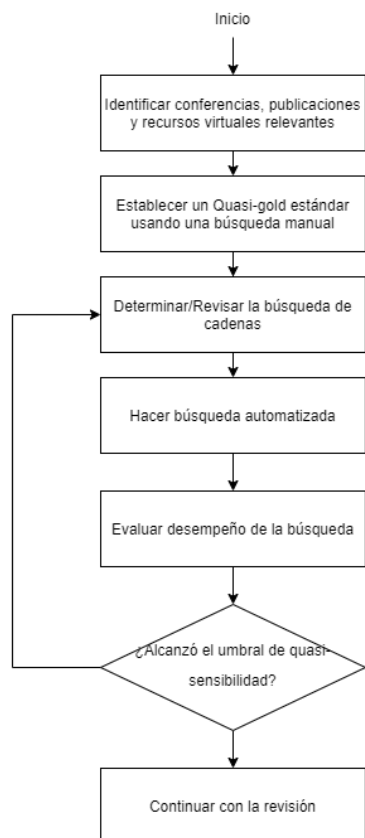 Inicio
Identificar conferencias, publicaciones
y recursos virtuales relevantes
Establecer un Quasi-gold estándar
usando una búsqueda manual
Determinar/Revisar la búsqueda de
cadenas
Hacer búsqueda automatizada
Evaluar desempeño de la búsqueda
¿Alcanzó el umbral de quasi-
sensibilidad?
Continuar con la revisión